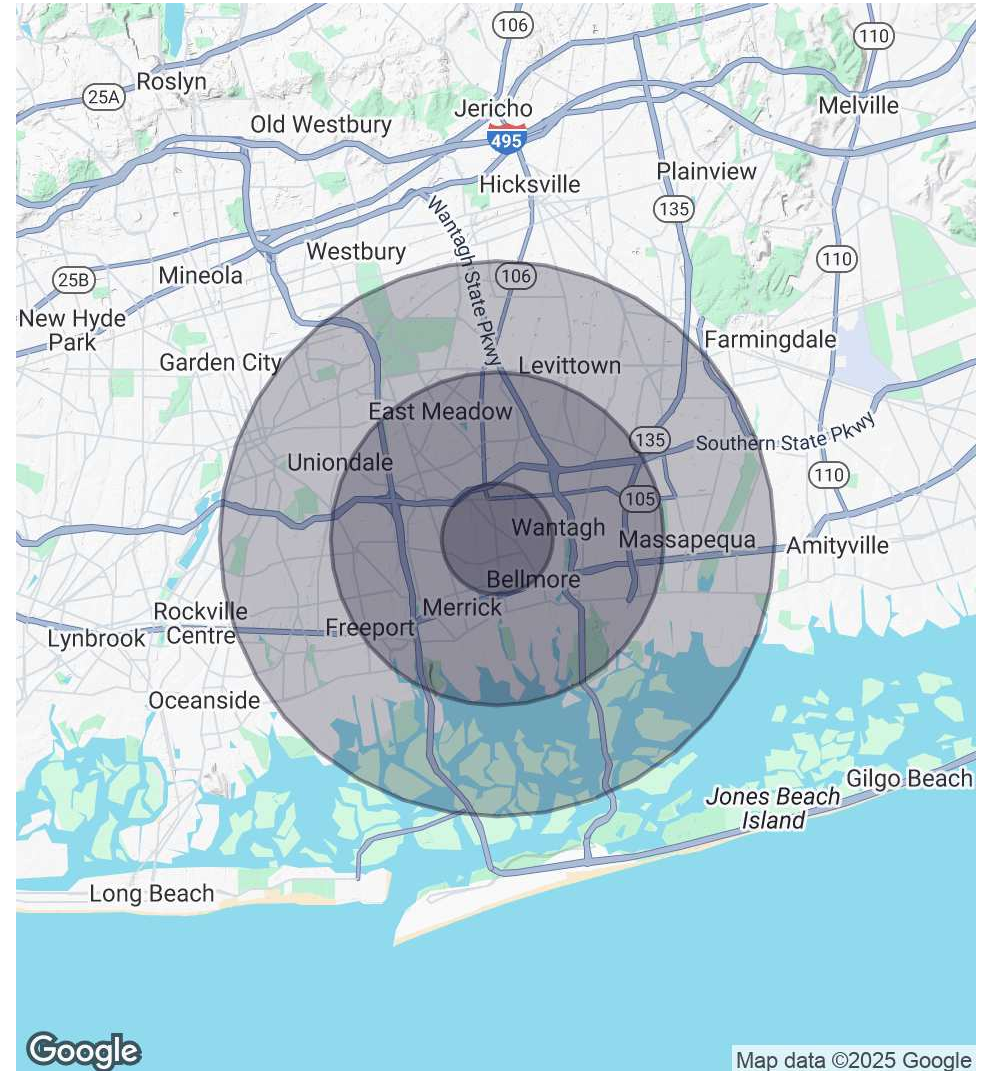 106
110
Roslyn
25A
Jericho
Melville
Old Westbury
495
Plainview
Hicksville
135
Wantagh State Pkwy
Westbury
110
25B
Mineola
106
New Hyde
Park
Farmingdale
Garden City
Levittown
East Meadow
135
Southern State Pkwy
Uniondale
110
105
Wantagh
Massapequa
Amityville
Bellmore
Merrick
Rockville
Centre
Freeport
Lynbrook
Oceanside
Gilgo Beach
Jones Beach
Island
Long Beach
Google
Map data ©2025 Google